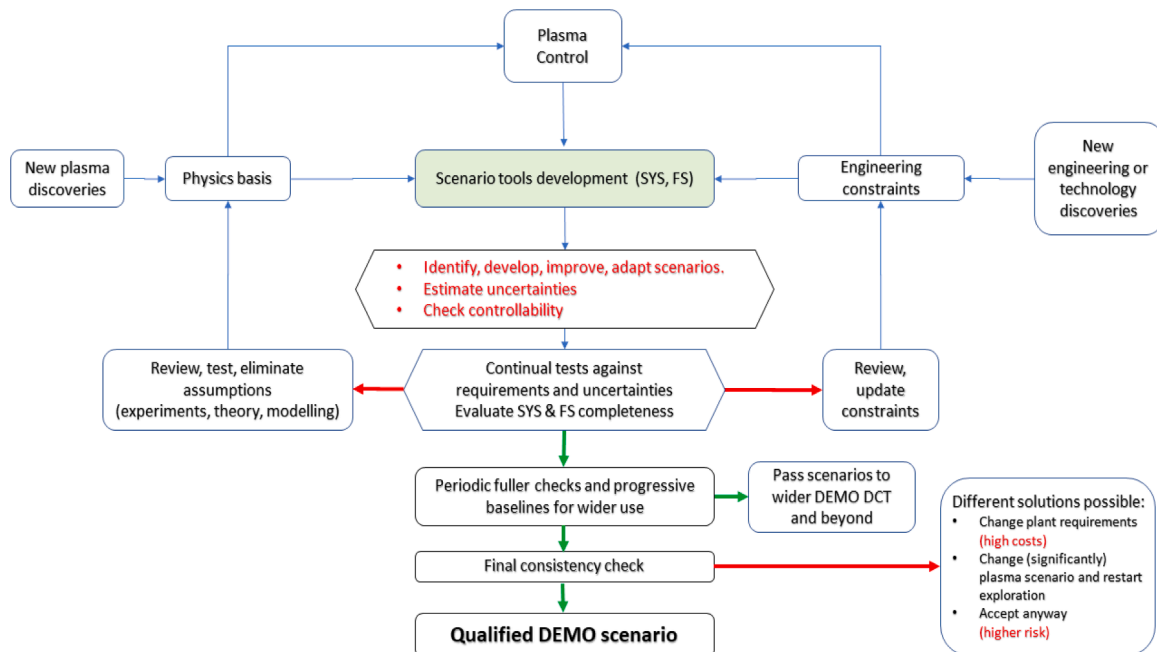 Plasma
Control
New plasma
discoveries
Physics basis
Scenario tools development (SYS, FS)
Engineering
constraints
New
engineering or
technology
discoveries
• Identify, develop, improve, adapt scenarios.
• Estimate uncertainties
• Check controllability
Review, test, eliminate
assumptions
(experiments, theory, modelling)
Continual tests against
requirements and uncertainties
Evaluate SYS & FS completeness
Review,
update
constraints
Periodic fuller checks and progressive
baselines for wider use
Pass scenarios to
wider DEMO DCT
and beyond
Different solutions possible:
• Change plant requirements
(high costs)
• Change (significantly)
plasma scenario and restart
exploration
• Accept anyway
(higher risk)
Final consistency check
Qualified DEMO scenario